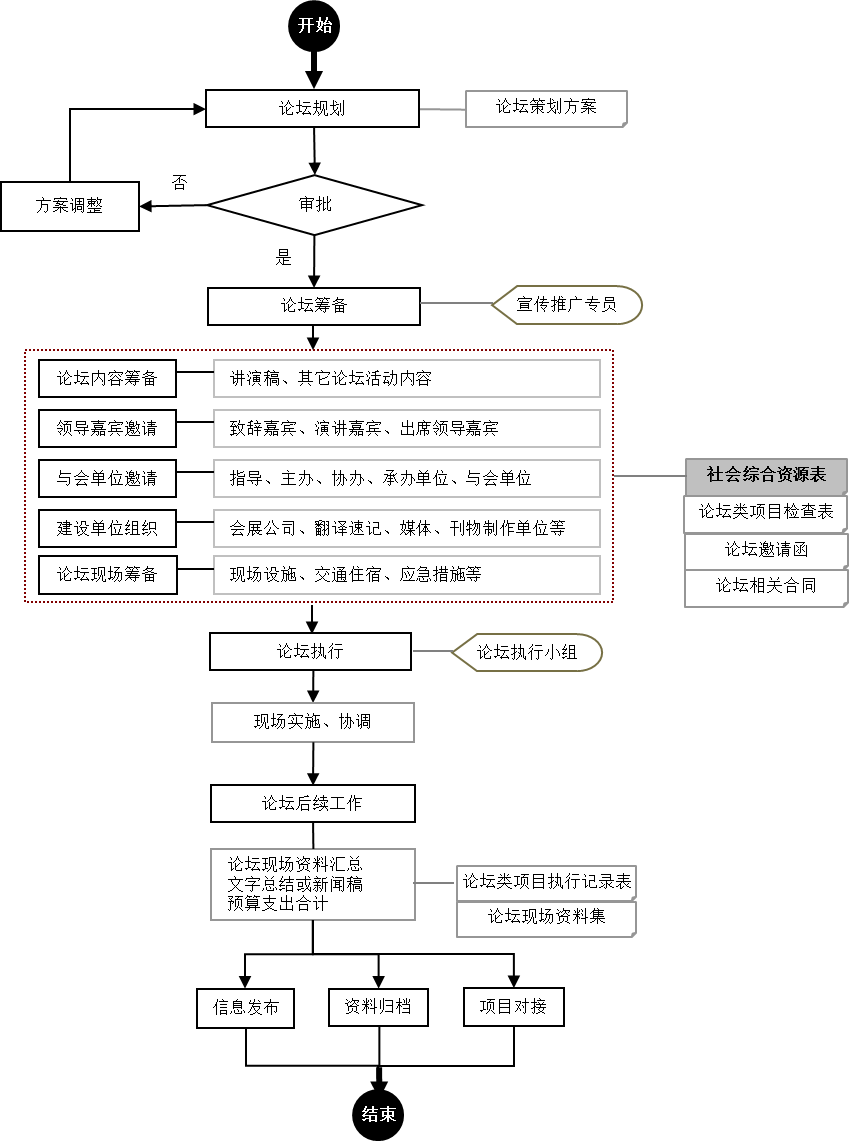 开始
论坛规划
论坛策划方案
否
方案调整
审批
是
论坛筹备
宣传推广专员
论坛内容筹备
讲演稿、其它论坛活动内容
领导嘉宾邀请
致辞嘉宾、演讲嘉宾、出席领导嘉宾
与会单位邀请
指导、主办、协办、承办单位、与会单位
建设单位组织
会展公司、翻译速记、媒体、刊物制作单位等
论坛现场筹备
现场设施、交通住宿、应急措施等
社会综合资源表
论坛类项目检查表
论坛邀请函
论坛相关合同
论坛执行
论坛执行小组
现场实施、协调
论坛后续工作
论坛现场资料汇总
文字总结或新闻稿
预算支出合计
论坛类项目执行记录表
论坛现场资料集
信息发布
资料归档
项目对接
结束